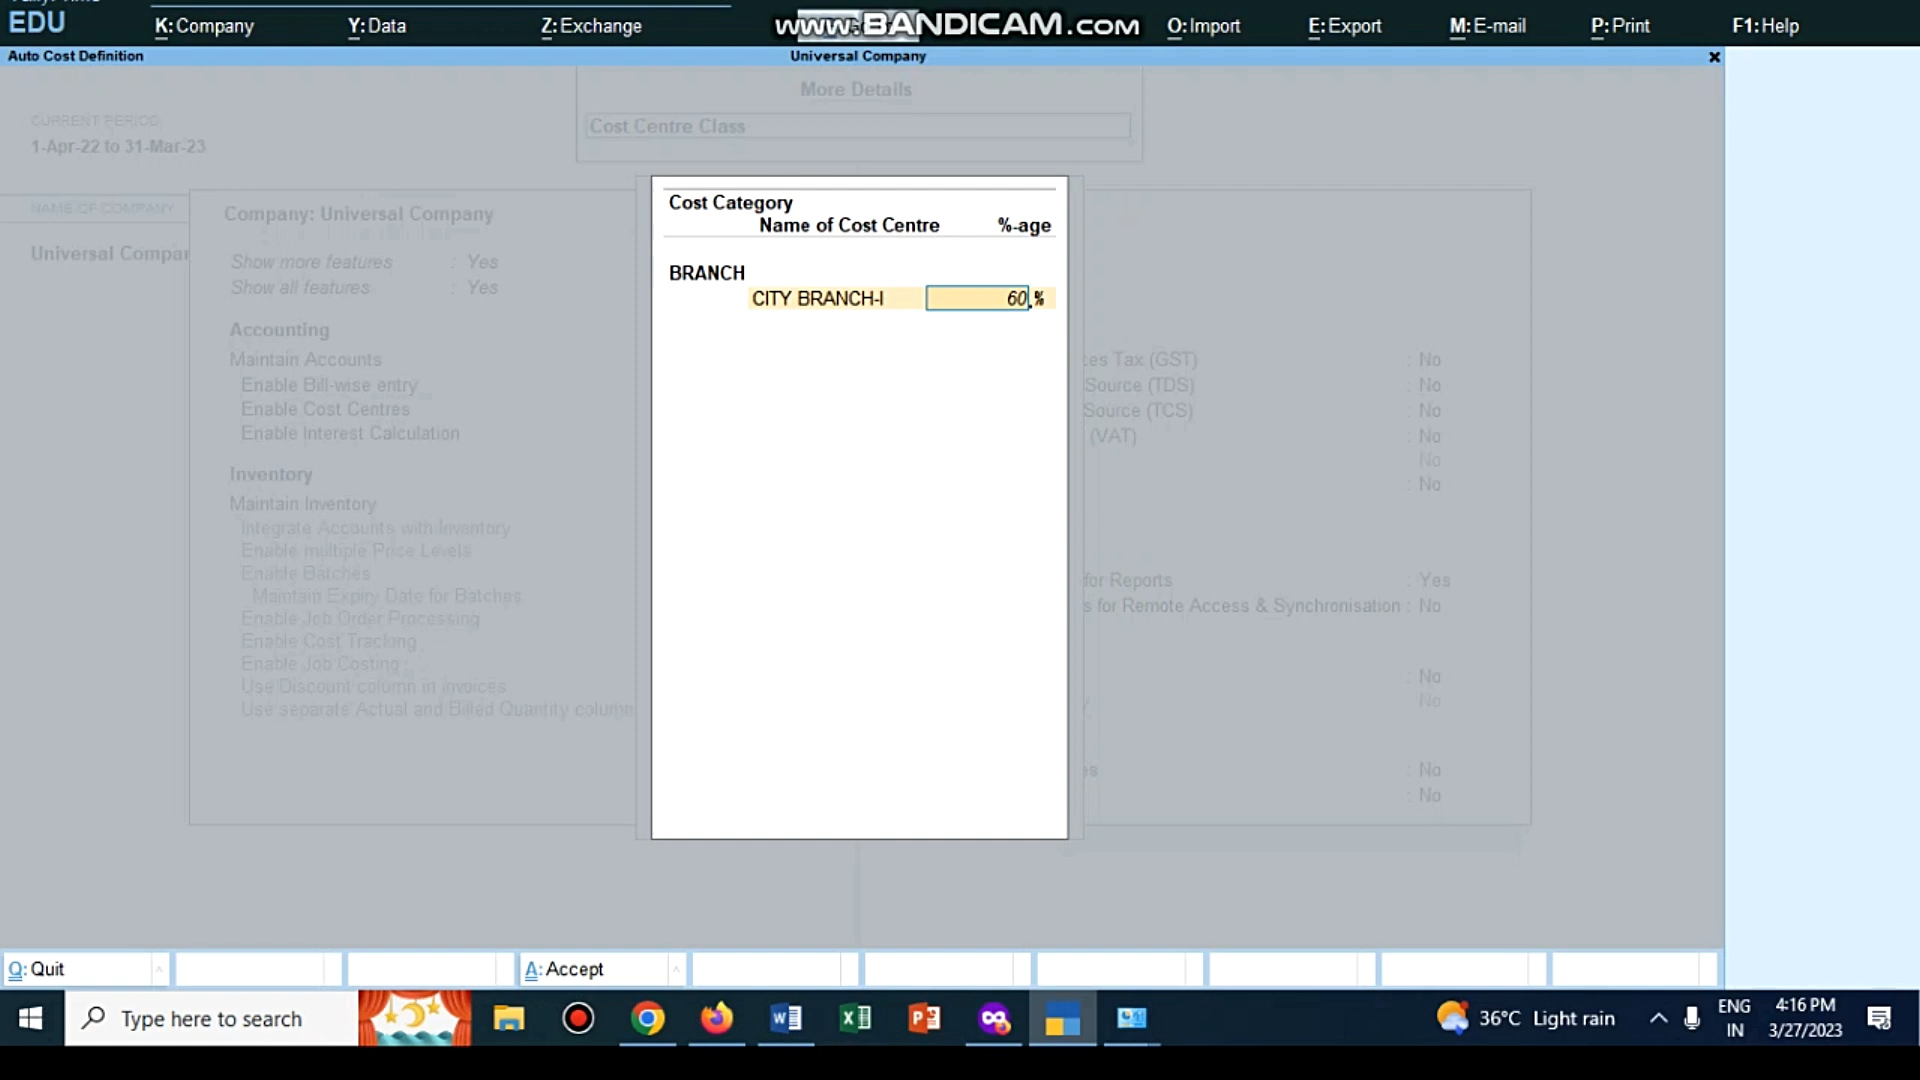 EDU
K: Company
Y: Data
Z: Exchange
www.BANDICAM.com
O: Import
E: Export
M: E-mail
P: Print
F1: Help
Auto Cost Definition
Universal Company
More Details
CURRENT PERIOD
1-Apr-22 to 31-Mar-23
Cost Centre Class
NAME OF COMPANY
Universal Compan
Company: Universal Company
Show more features : Yes
Show all features : Yes
Accounting
Maintain Accounts
Enable Bill-wise entry
Enable Cost Centres
Enable Interest Calculation
Inventory
Maintain Inventory
Integrate Accounts with Inventory
Enable multiple Price Levels
Enable Batches
Maintain Expiry Date for Batches
Enable Job Order Processing
Enable Cost Tracking
Enable Job Costing
Use Discount column in invoices
Use separate Actual and Billed Quantity column
Cost Category
Name of Cost Centre %-age
BRANCH
CITY BRANCH-I 60 %
Tax (GST) : No
Source (TDS) : No
Source (TCS) : No
(VAT) : No
No
: No
for Reports : Yes
s for Remote Access & Synchronisation : No
: No
No
: No
: No
Q: Quit
A: Accept
Type here to search
36°C Light rain
ENG
IN
4:16 PM
3/27/2023